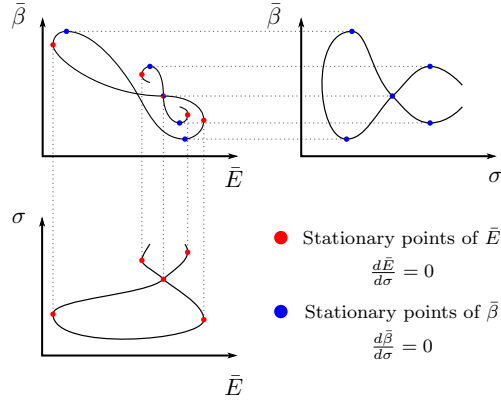 β̄
β̄
Ē
σ
σ
Stationary points of Ē
dĒ/dσ = 0
Stationary points of β̄
dβ̄/dσ = 0
Ē